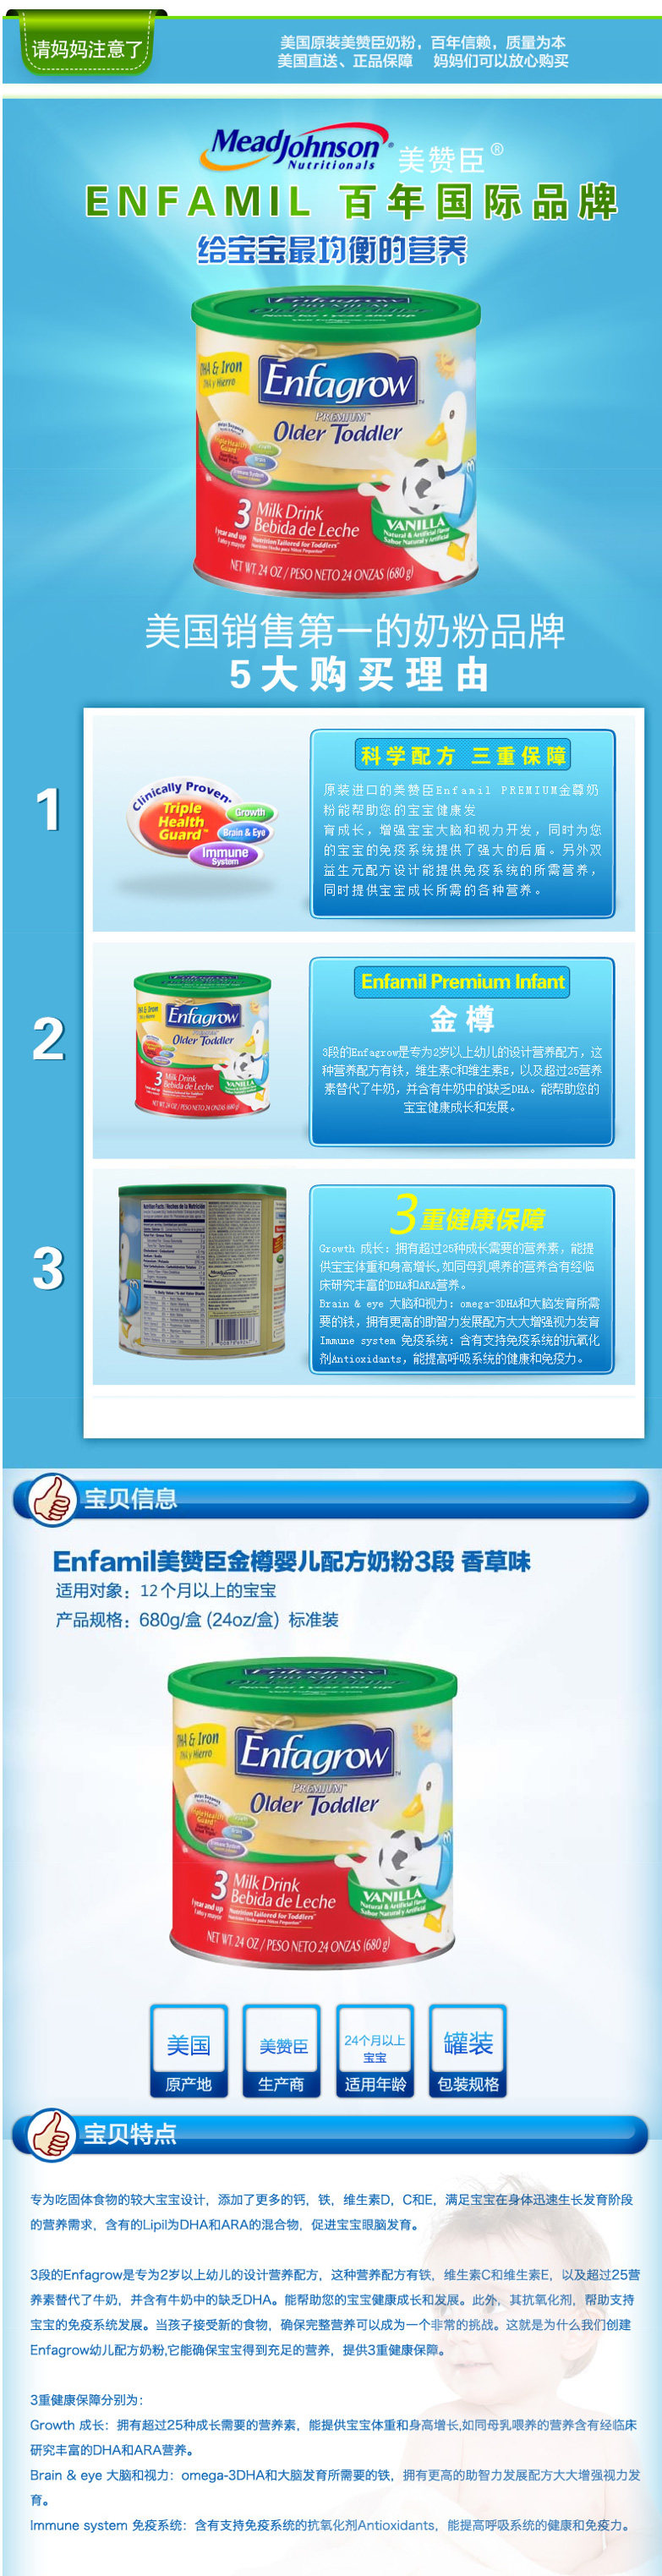 请妈妈注意了
美国原装美赞臣奶粉，百年信赖，质量为本
美国直送、正品保障 妈妈们可以放心购买
MeadJohnson
Nutritionals
美赞臣®
ENFAMIL 百年国际品牌
给宝宝最均衡的营养
Enfagrow
DHA & Iron
DHA y Hierro
Enfagrow
PREMIUM
Older Toddler
3 Milk Drink
Bebida de Leche
1 year and up
1 año y mayor
Nutrition Tailored for Toddlers
VANILLA
Natural & Artificial Flavor
Sabor Natural y Artificial
NET WT. 24 OZ / PESO NETO 24 ONZAS (680 g)
美国销售第一的奶粉品牌
5大购买理由
1
Clinically Proven
Triple
Health
Guard™
Growth
Brain & Eye
Immune
System
科学配方 三重保障
原装进口的美赞臣Enfamil PREMIUM金尊奶
粉能帮助您的宝宝健康发
育成长，增强宝宝大脑和视力开发，同时为您
的宝宝的免疫系统提供了强大的后盾。另外双
益生元配方设计能提供免疫系统的所需营养，
同时提供宝宝成长所需的各种营养。
2
Enfagrow
Older Toddler
3 Milk Drink
Bebida de Leche
VANILLA
NET WT. 24 OZ / PESO NETO 24 ONZAS (680 g)
Enfamil Premium Infant
金樽
3段的Enfagrow是专为2岁以上幼儿的设计营养配方，这
种营养配方有铁，维生素C和维生素E，以及超过25营养
素替代了牛奶，并含有牛奶中的缺乏DHA。能帮助您的
宝宝健康成长和发展。
3
3重健康保障
Growth 成长：拥有超过25种成长需要的营养素，能提
供宝宝体重和身高增长,如同母乳喂养的营养含有经临
床研究丰富的DHA和ARA营养。
Brain & eye 大脑和视力：omega-3DHA和大脑发育所需
要的铁，拥有更高的助智力发展配方大大增强视力发育
Immune system 免疫系统：含有支持免疫系统的抗氧化
剂Antioxidants，能提高呼吸系统的健康和免疫力。
宝贝信息
Enfamil美赞臣金樽婴儿配方奶粉3段 香草味
适用对象：12个月以上的宝宝
产品规格：680g/盒 (24oz/盒) 标准装
DHA & Iron
DHA y Hierro
Enfagrow
PREMIUM
Older Toddler
3 Milk Drink
Bebida de Leche
1 year and up
1 año y mayor
Nutrition Tailored for Toddlers
VANILLA
Natural & Artificial Flavor
Sabor Natural y Artificial
NET WT. 24 OZ / PESO NETO 24 ONZAS (680 g)
美国
原产地
美赞臣
生产商
24个月以上
宝宝
适用年龄
罐装
包装规格
宝贝特点
专为吃固体食物的较大宝宝设计，添加了更多的钙，铁，维生素D，C和E，满足宝宝在身体迅速生长发育阶段
的营养需求，含有的Lipil为DHA和ARA的混合物，促进宝宝眼脑发育。
3段的Enfagrow是专为2岁以上幼儿的设计营养配方，这种营养配方有铁，维生素C和维生素E，以及超过25营
养素替代了牛奶，并含有牛奶中的缺乏DHA。能帮助您的宝宝健康成长和发展。此外，其抗氧化剂，帮助支持
宝宝的免疫系统发展。当孩子接受新的食物，确保完整营养可以成为一个非常的挑战。这就是为什么我们创建
Enfagrow幼儿配方奶粉,它能确保宝宝得到充足的营养，提供3重健康保障。
3重健康保障分别为：
Growth 成长：拥有超过25种成长需要的营养素，能提供宝宝体重和身高增长,如同母乳喂养的营养含有经临床
研究丰富的DHA和ARA营养。
Brain & eye 大脑和视力：omega-3DHA和大脑发育所需要的铁，拥有更高的助智力发展配方大大增强视力发
育。
Immune system 免疫系统：含有支持免疫系统的抗氧化剂Antioxidants，能提高呼吸系统的健康和免疫力。